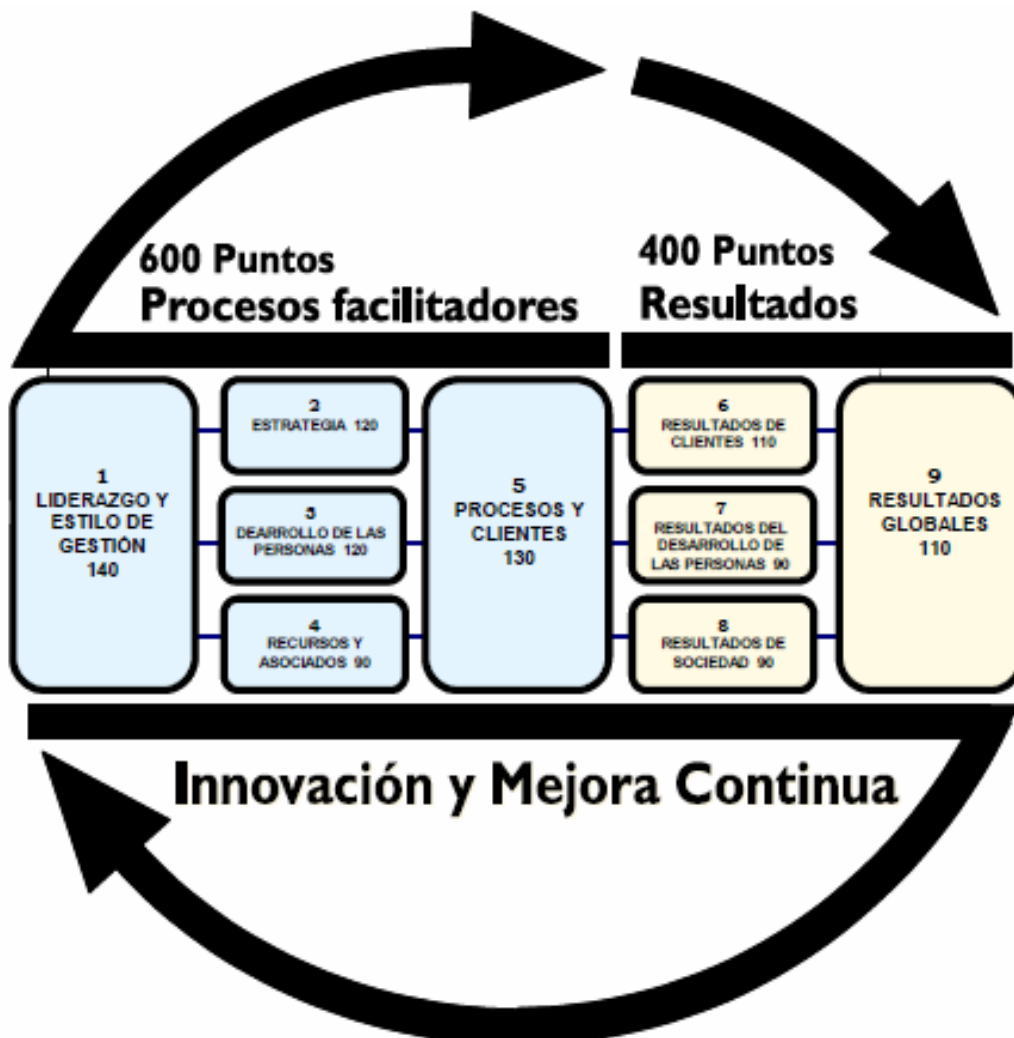 600 Puntos
Procesos facilitadores
400 Puntos
Resultados
1
LIDERAZGO Y
ESTILO DE
GESTIÓN
140
2
ESTRATEGIA 120
3
DEARROLLO DE LAS
PERSONAS 120
4
RECURSOS Y
ASOCIADOS 90
5
PROCESOS Y
CLIENTES
130
6
RESULTADOS DE
CLIENTES 110
7
RESULTADOS DEL
DESARROLLO DE
LAS PERSONAS 90
8
RESULTADOS DE
SOCIEDAD 90
9
RESULTADOS
GLOBALES
110
Innovación y Mejora Continua